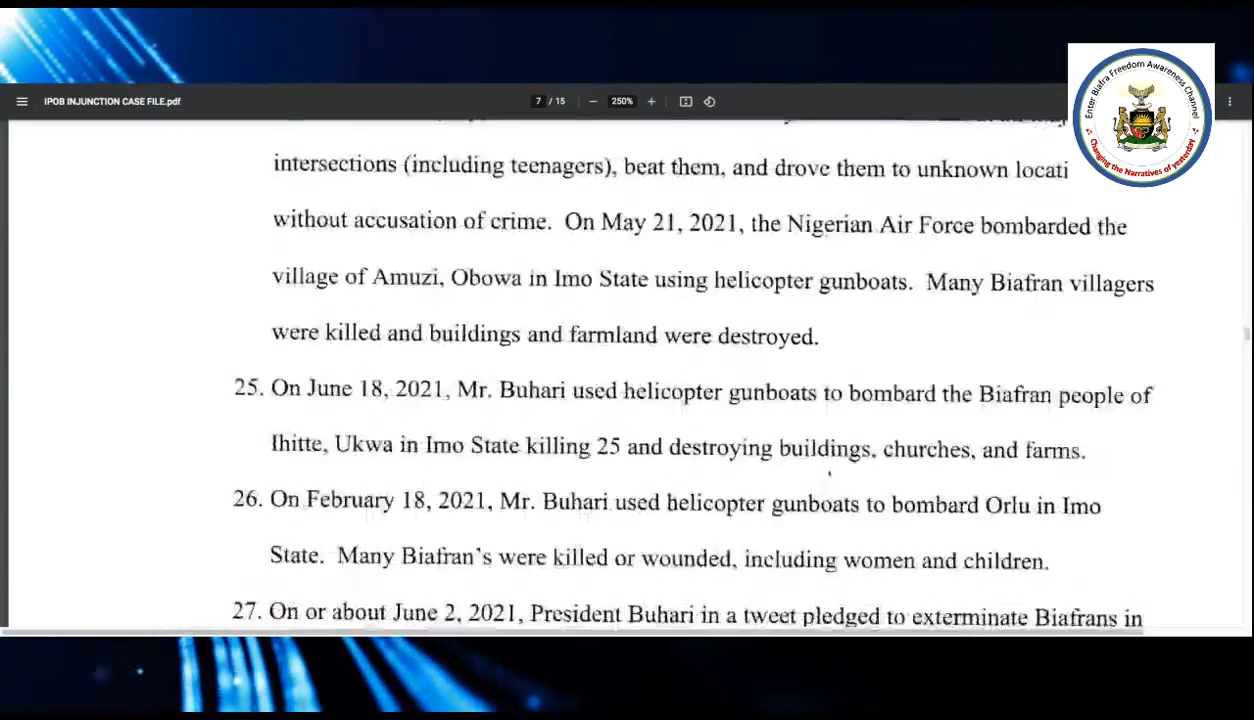 IPOB INJUNCTION CASE FILE.pdf
7 / 15
250%
Enter Biafra Freedom Awareness Channel
Changing the Narratives of yesterday
intersections (including teenagers), beat them, and drove them to unknown locati
without accusation of crime. On May 21, 2021, the Nigerian Air Force bombarded the
village of Amuzi, Obowa in Imo State using helicopter gunboats. Many Biafran villagers
were killed and buildings and farmland were destroyed.
25. On June 18, 2021, Mr. Buhari used helicopter gunboats to bombard the Biafran people of
Ihitte, Ukwa in Imo State killing 25 and destroying buildings, churches, and farms.
26. On February 18, 2021, Mr. Buhari used helicopter gunboats to bombard Orlu in Imo
State. Many Biafran's were killed or wounded, including women and children.
27. On or about June 2, 2021, President Buhari in a tweet pledged to exterminate Biafrans in